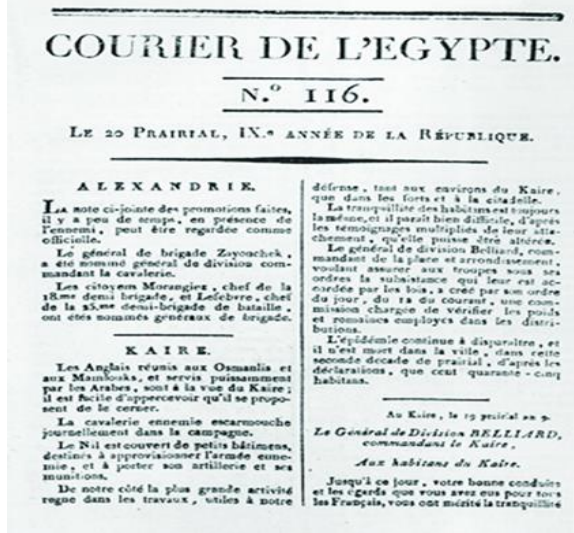 COURIER DE L'EGYPTE.
N.º 116.
LE 20 PRAIRIAL, IX.e ANNÉE DE LA RÉPUBLIQUE.
ALEXANDRIE.
LA note ci-jointe des promotions faites,
il y a peu de temps, en présence de
l'ennemi, peut être regardée comme
officielle.
Le général de brigade Zayonchek,
a été nommé général de division com-
mandant la cavalerie.
Les citoyens Morangiez, chef de la
18.me demi brigade, et Lefebvre, chef
de la 25.me demi-brigade de bataille,
ont étés nommés généraux de brigade.
KAIRE.
Les Anglais réunis aux Osmanlis et
aux Mamlouks, et servis puissamment
par les Arabes, sont à la vue du Kaire;
il est facile d'appercevoir qu'il se propo-
sent de le cerner.
La cavalerie ennemie escarmouche
journellement dans la campagne.
Le Nil est couvert de petits bâtimens,
destinés à approvisionner l'armée enne-
mie, et à porter son artillerie et ses
munitions.
De notre côté la plus grande activité
regne dans les travaux, utiles à notre
défense, tant aux environs du Kaire,
que dans les forts et à la citadelle.
La tranquillité des habitans est toujours
la même, et il paraît bien difficile, d'après
les témoignages multipliés de leur atta-
chement, qu'elle puisse être altérée.
Le général de division Belliard, com-
mandant de la place et arrondissement,
voulant assurer aux troupes sous ses
ordres la subsistance qui leur est ac-
cordée par les lois, a créé par son ordre
du jour, du 12 du courant, une com-
mission chargée de vérifier les poids
et romaines employés dans les distri-
butions.
L'épidémie continue à disparaître, et
il n'est mort dans la ville, dans cette
seconde décade de prairial, d'après les
déclarations, que cent quarante-cinq
habitans.
Au Kaire, le 19 prairial an 9.
Le Général de Division BELLIARD,
commandant le Kaire,
Aux habitans du Kaire.
Jusqu'à ce jour, votre bonne conduite
et les égards que vous avez eus pour tous
les Français, vous ont mérité la tranquillité